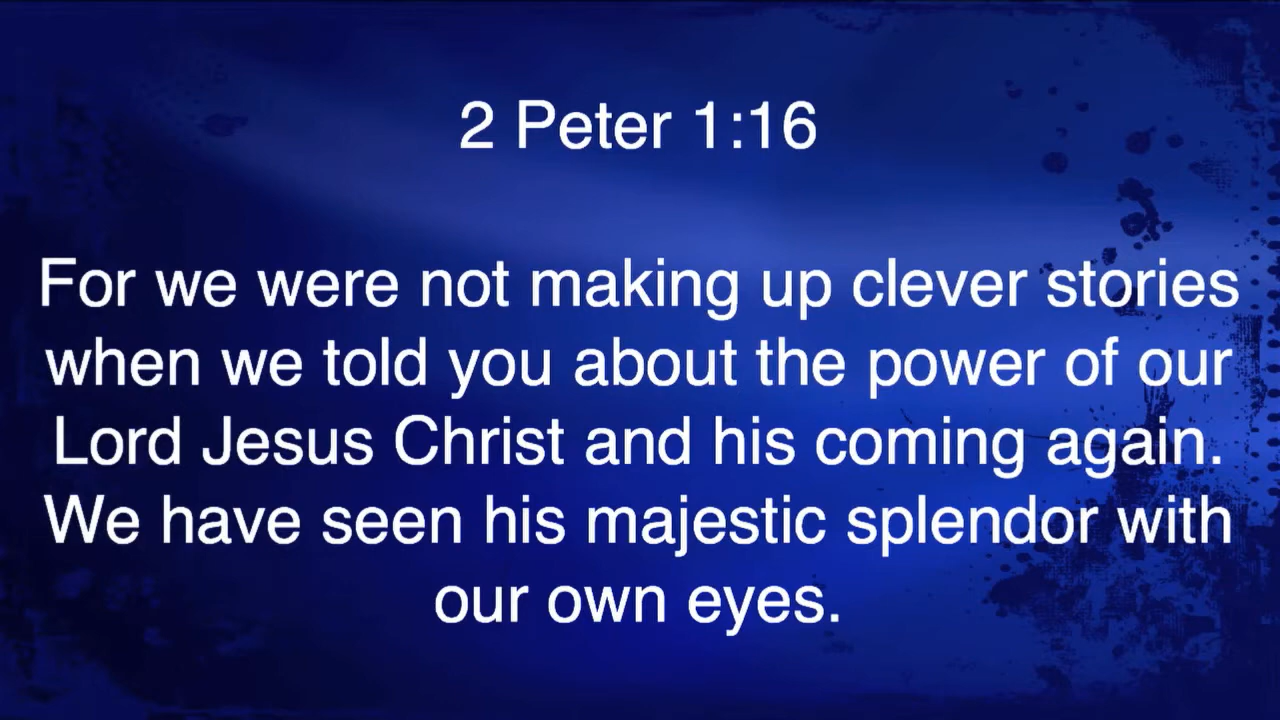 2 Peter 1:16
For we were not making up clever stories
when we told you about the power of our
Lord Jesus Christ and his coming again.
We have seen his majestic splendor with
our own eyes.